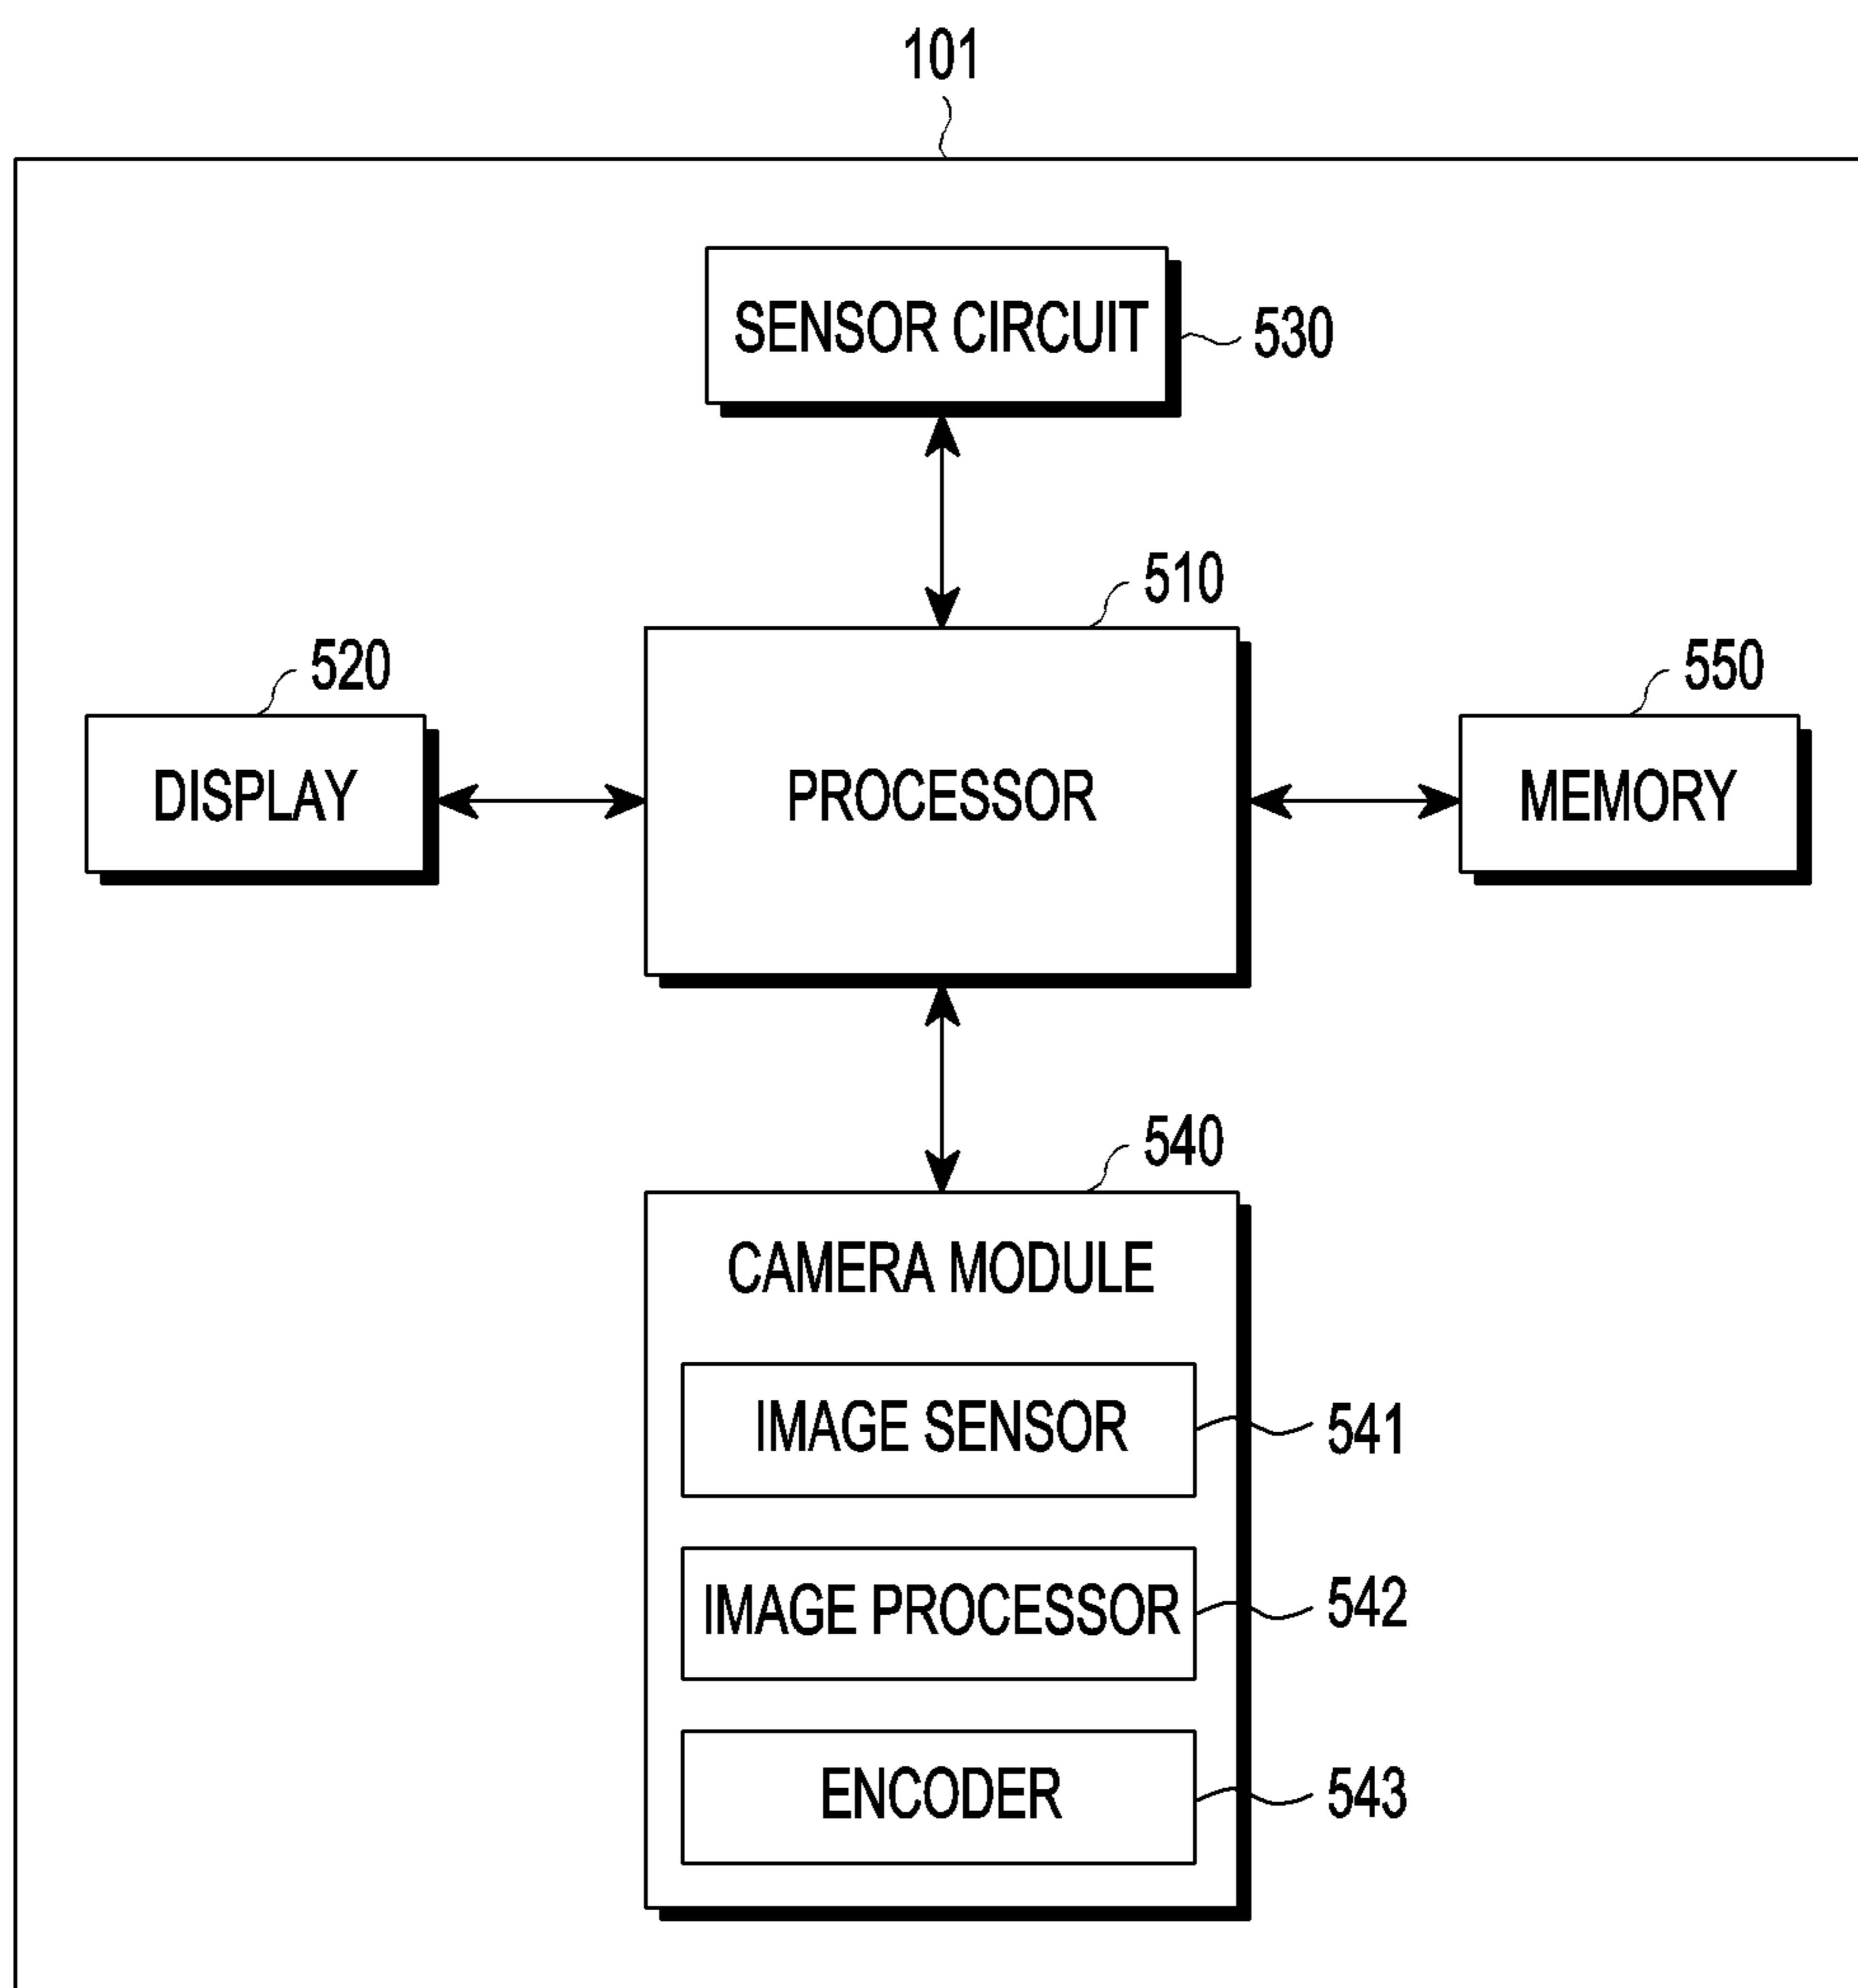 101
SENSOR CIRCUIT
530
510
520
550
DISPLAY
PROCESSOR
MEMORY
540
CAMERA MODULE
IMAGE SENSOR
541
IMAGE PROCESSOR
542
ENCODER
543